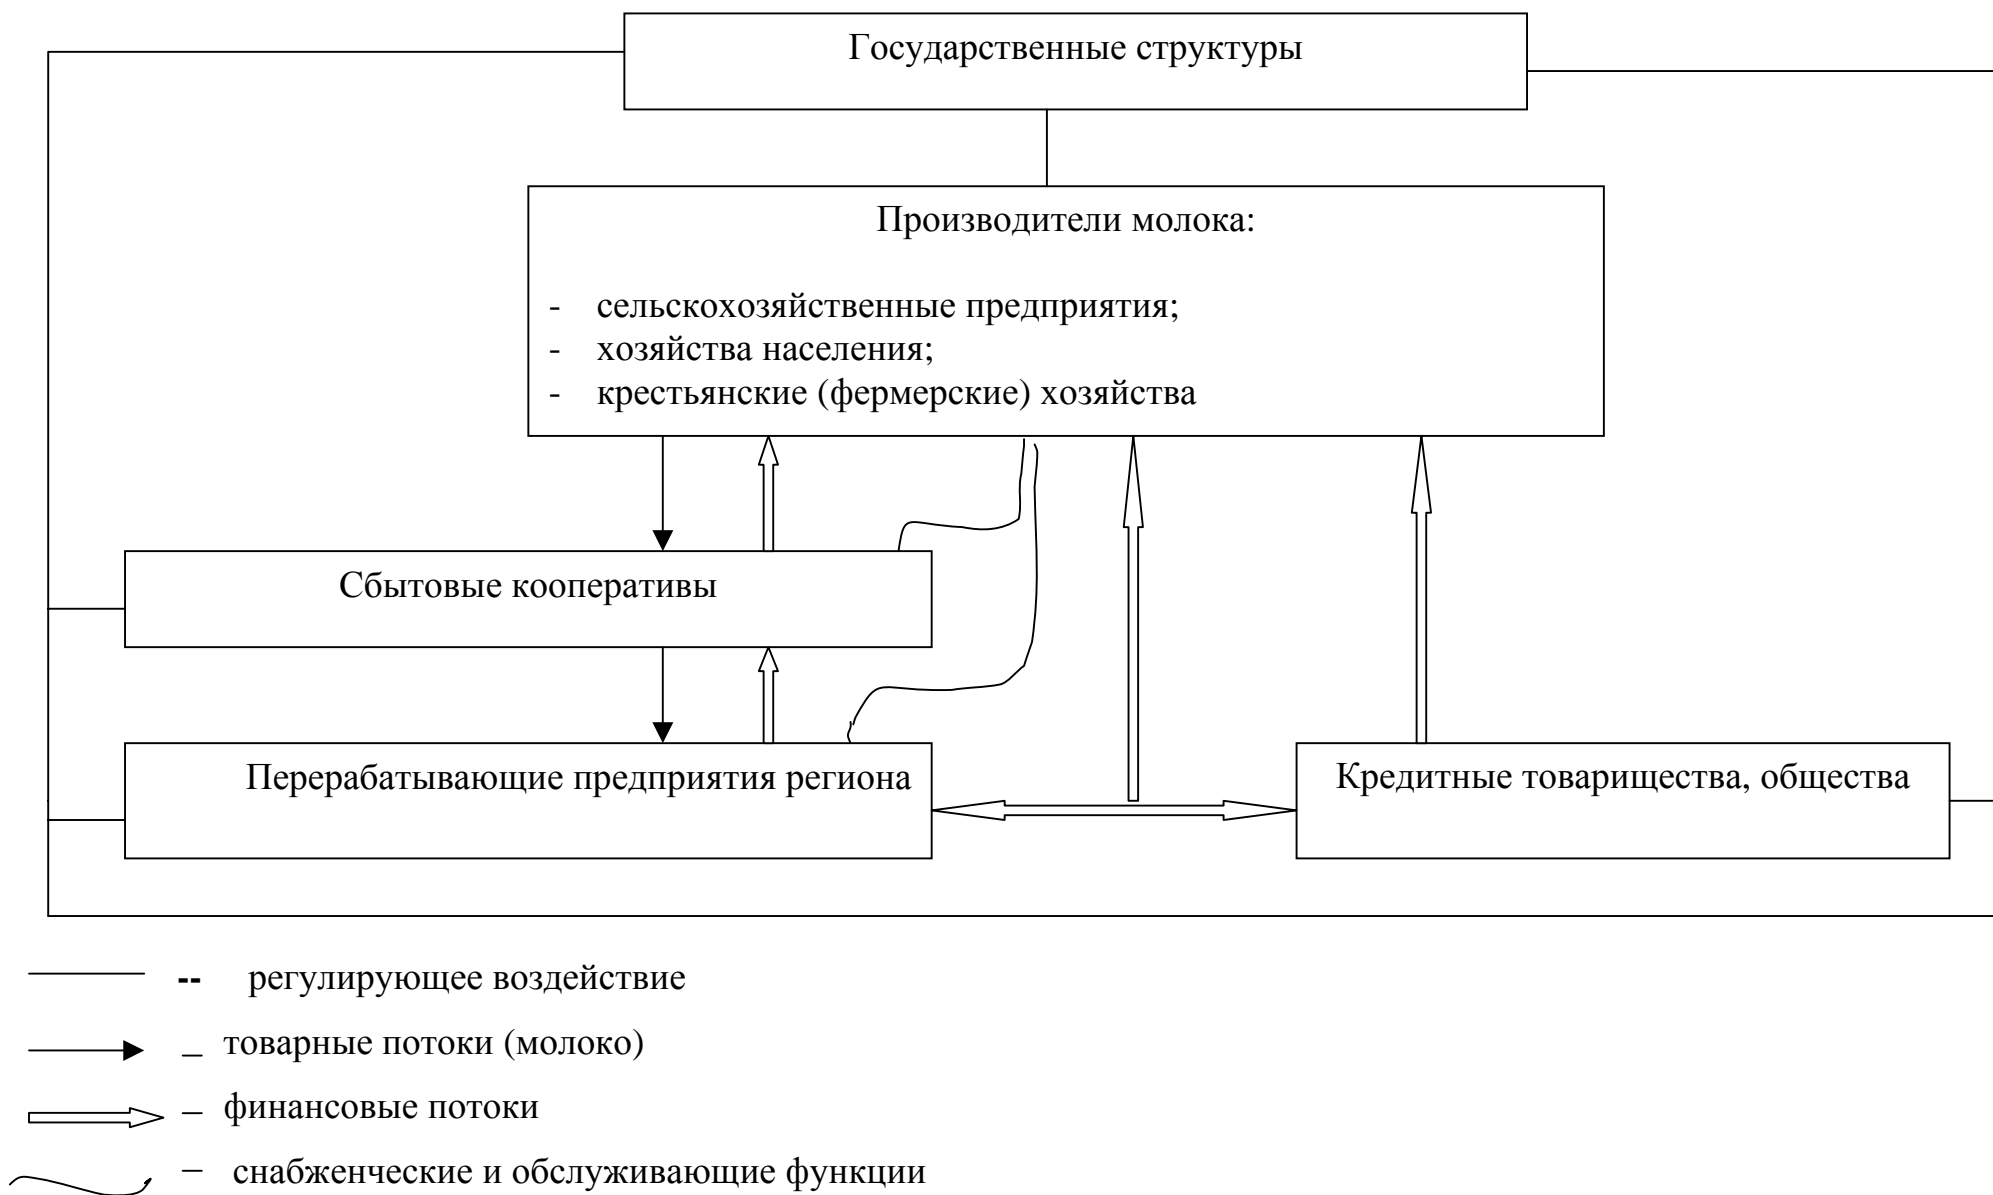 Государственные структуры
Производители молока:
- сельскохозяйственные предприятия;
- хозяйства населения;
- крестьянские (фермерские) хозяйства
Сбытовые кооперативы
Перерабатывающие предприятия региона
Кредитные товарищества, общества
-- регулирующее воздействие
– товарные потоки (молоко)
– финансовые потоки
– снабженческие и обслуживающие функции